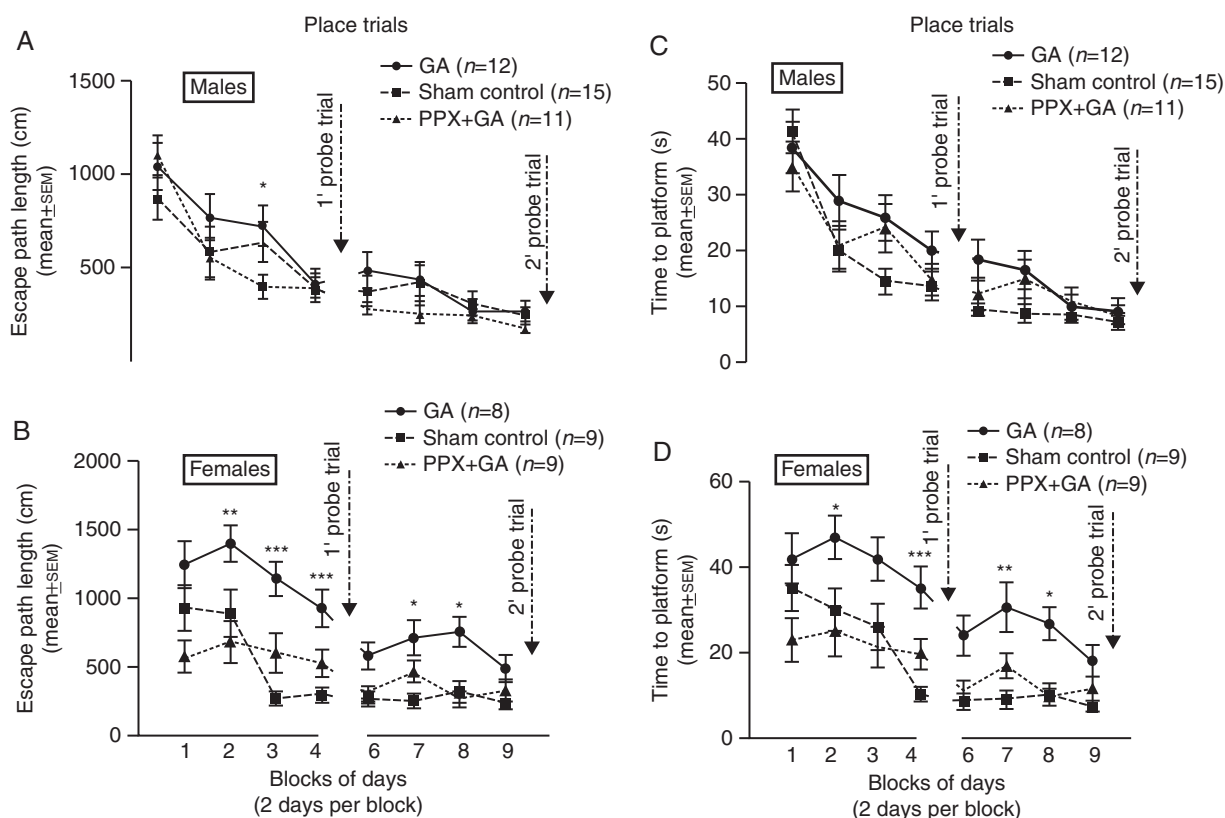 A
Place trials
GA (n=12)
Sham control (n=15)
PPX+GA (n=11)
Males
1500
1000
500
Escape path length (cm)
(mean±SEM)
*
1' probe trial
2' probe trial
C
Place trials
GA (n=12)
Sham control (n=15)
PPX+GA (n=11)
Males
50
40
30
20
10
0
Time to platform (s)
(mean±SEM)
1' probe trial
2' probe trial
B
GA (n=8)
Sham control (n=9)
PPX+GA (n=9)
Females
2000
1500
1000
500
0
Escape path length (cm)
(mean±SEM)
**
***
***
*
*
1' probe trial
2' probe trial
1 2 3 4 6 7 8 9
Blocks of days
(2 days per block)
D
GA (n=8)
Sham control (n=9)
PPX+GA (n=9)
Females
60
40
20
0
Time to platform (s)
(mean±SEM)
*
***
**
*
1' probe trial
2' probe trial
1 2 3 4 6 7 8 9
Blocks of days
(2 days per block)